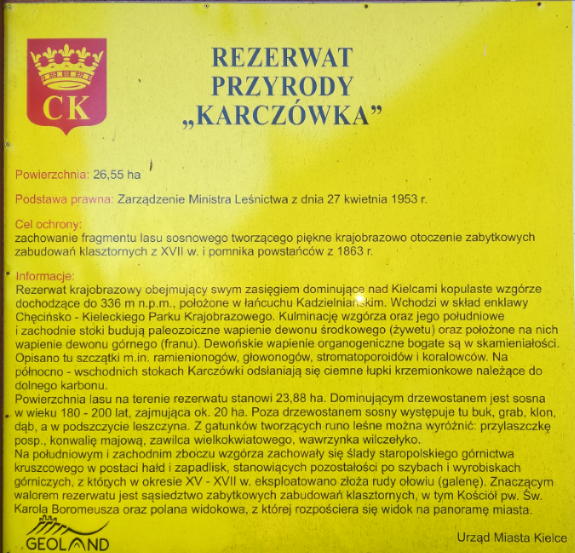 CK
REZERWAT
PRZYRODY
„KARCZÓWKA”
Powierzchnia: 26,55 ha
Podstawa prawna: Zarządzenie Ministra Leśnictwa z dnia 27 kwietnia 1953 r.
Cel ochrony:
zachowanie fragmentu lasu sosnowego tworzącego piękne krajobrazowo otoczenie zabytkowych
zabudowań klasztornych z XVII w. i pomnika powstańców z 1863 r.
Informacje:
Rezerwat krajobrazowy obejmujący swym zasięgiem dominujące nad Kielcami kopulaste wzgórze
dochodzące do 336 m n.p.m., położone w łańcuchu Kadzielniańskim. Wchodzi w skład enklawy
Chęcińsko - Kieleckiego Parku Krajobrazowego. Kulminację wzgórza oraz jego południowe
i zachodnie stoki budują paleozoiczne wapienie dewonu środkowego (żywetu) oraz położone na nich
wapienie dewonu górnego (franu). Dewońskie wapienie organogeniczne bogate są w skamieniałości.
Opisano tu szczątki m.in. ramienionogów, głowonogów, stromatoporoidów i koralowców. Na
północno - wschodnich stokach Karczówki odsłaniają się ciemne łupki krzemionkowe należące do
dolnego karbonu.
Powierzchnia lasu na terenie rezerwatu stanowi 23,88 ha. Dominującym drzewostanem jest sosna
w wieku 180 - 200 lat, zajmująca ok. 20 ha. Poza drzewostanem sosny występuje tu buk, grab, klon,
dąb, a w podszyciu leszczyna. Z gatunków tworzących runo leśne można wyróżnić: przylaszczkę
posp., konwalię majową, zawilca wielkokwiatowego, wawrzynka wilczełyko.
Na południowym i zachodnim zboczu wzgórza zachowały się ślady staropolskiego górnictwa
kruszcowego w postaci hałd i zapadlisk, stanowiących pozostałości po szybach i wyrobiskach
górniczych, z których w okresie XV - XVII w. eksploatowano złoża rudy ołowiu (galenę). Znaczącym
walorem rezerwatu jest sąsiedztwo zabytkowych zabudowań klasztornych, w tym Kościół pw. Św.
Karola Boromeusza oraz polana widokowa, z której rozpościera się widok na panoramę miasta.
GEOLAND
Urząd Miasta Kielce